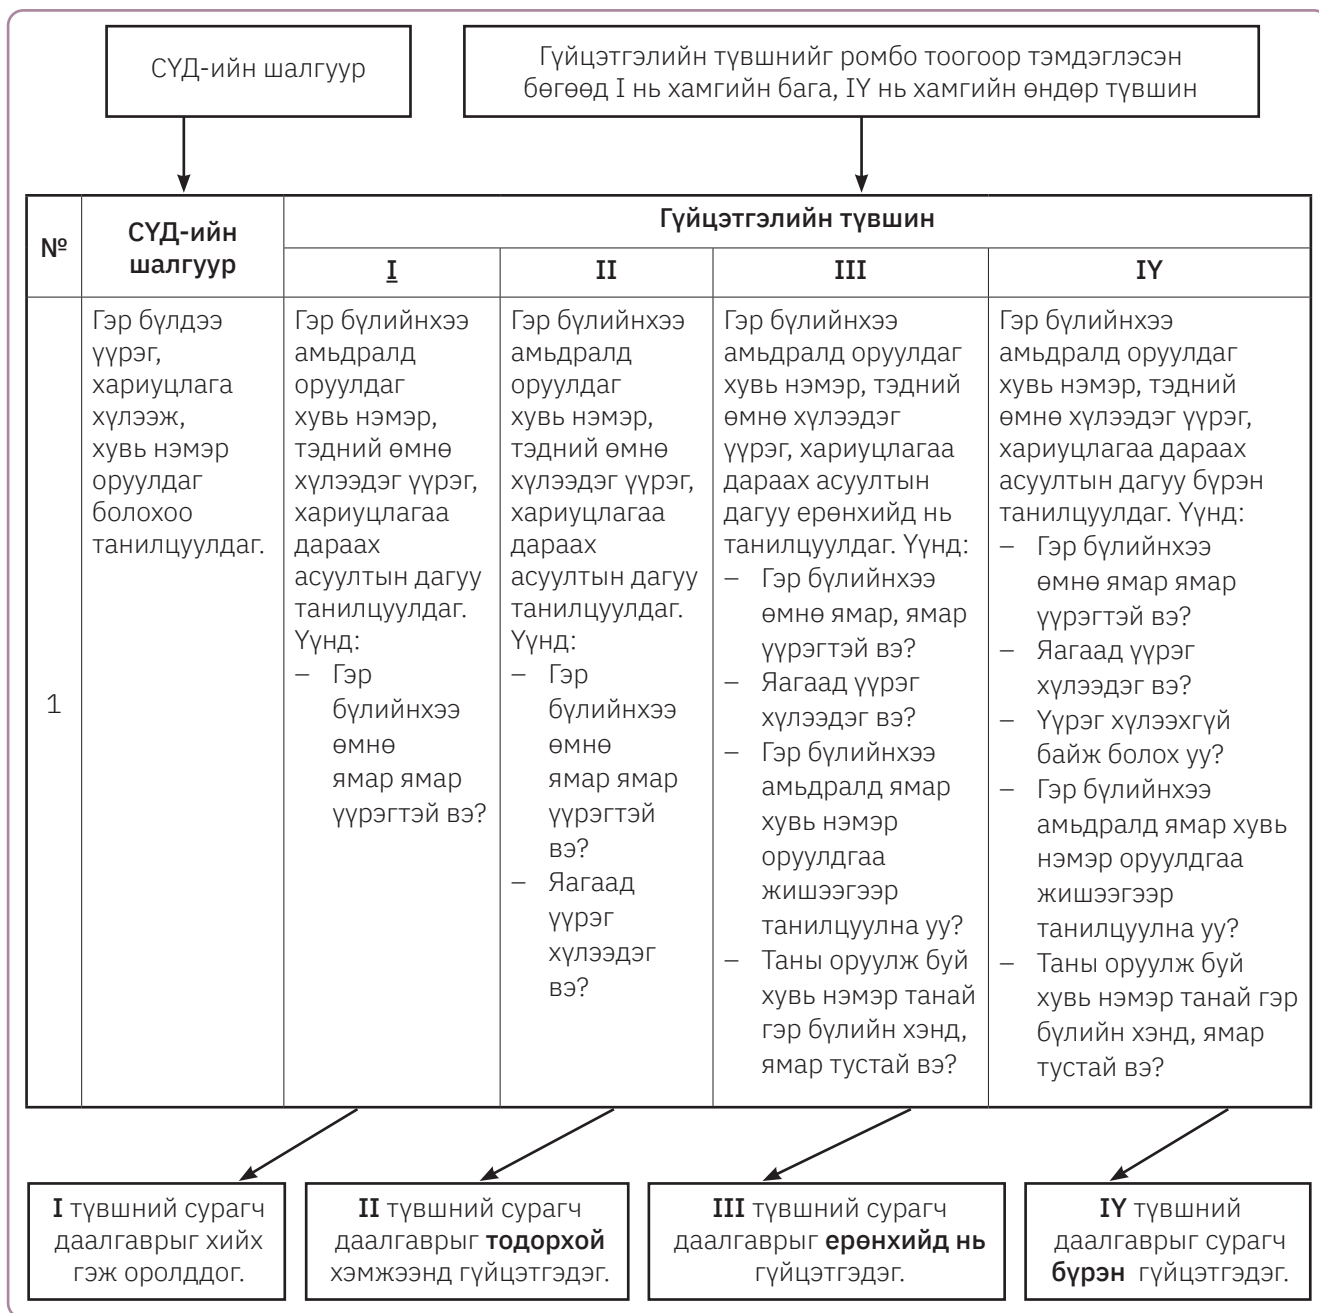 СҮД-ийн шалгуур
Гүйцэтгэлийн түвшнийг ромбо тоогоор тэмдэглэсэн
бөгөөд I нь хамгийн бага, IY нь хамгийн өндөр түвшин
№
СҮД-ийн
шалгуур
Гүйцэтгэлийн түвшин
I
II
III
IY
1
Гэр бүлдээ
үүрэг,
хариуцлага
хүлээж,
хувь нэмэр
оруулдаг
болохоо
танилцуулдаг.
Гэр бүлийнхээ
амьдралд
оруулдаг
хувь нэмэр,
тэдний өмнө
хүлээдэг үүрэг,
хариуцлагаа
дараах
асуултын дагуу
танилцуулдаг.
Үүнд:
– Гэр
бүлийнхээ
өмнө
ямар ямар
үүрэгтэй вэ?
Гэр бүлийнхээ
амьдралд
оруулдаг
хувь нэмэр,
тэдний өмнө
хүлээдэг үүрэг,
хариуцлагаа
дараах
асуултын дагуу
танилцуулдаг.
Үүнд:
– Гэр
бүлийнхээ
өмнө
ямар ямар
үүрэгтэй
вэ?
– Яагаад
үүрэг
хүлээдэг
вэ?
Гэр бүлийнхээ
амьдралд оруулдаг
хувь нэмэр, тэдний
өмнө хүлээдэг
үүрэг, хариуцлагаа
дараах асуултын
дагуу ерөнхийд нь
танилцуулдаг. Үүнд:
– Гэр бүлийнхээ
өмнө ямар, ямар
үүрэгтэй вэ?
– Яагаад үүрэг
хүлээдэг вэ?
– Гэр бүлийнхээ
амьдралд ямар
хувь нэмэр
оруулдгаа
жишээгээр
танилцуулна уу?
– Таны оруулж буй
хувь нэмэр танай
гэр бүлийн хэнд,
ямар тустай вэ?
Гэр бүлийнхээ
амьдралд оруулдаг
хувь нэмэр, тэдний
өмнө хүлээдэг үүрэг,
хариуцлагаа дараах
асуултын дагуу бүрэн
танилцуулдаг. Үүнд:
– Гэр бүлийнхээ
өмнө ямар ямар
үүрэгтэй вэ?
– Яагаад үүрэг
хүлээдэг вэ?
– Үүрэг хүлээхгүй
байж болох уу?
– Гэр бүлийнхээ
амьдралд ямар хувь
нэмэр оруулдгаа
жишээгээр
танилцуулна уу?
– Таны оруулж буй
хувь нэмэр танай гэр
бүлийн хэнд, ямар
тустай вэ?
I түвшний сурагч
даалгаврыг хийх
гэж оролддог.
II түвшний сурагч
даалгаврыг тодорхой
хэмжээнд гүйцэтгэдэг.
III түвшний сурагч
даалгаврыг ерөнхийд нь
гүйцэтгэдэг.
IY түвшний
даалгаврыг сурагч
бүрэн гүйцэтгэдэг.